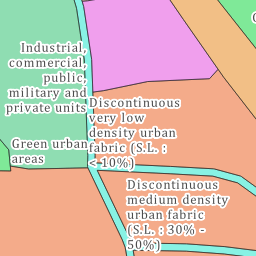 Industrial,
commercial,
public,
military and
private units
Discontinuous
very low
density urban
fabric (S.L. :
< 10%)
Green urban
areas
Discontinuous
medium density
urban fabric
(S.L. : 30% -
50%)